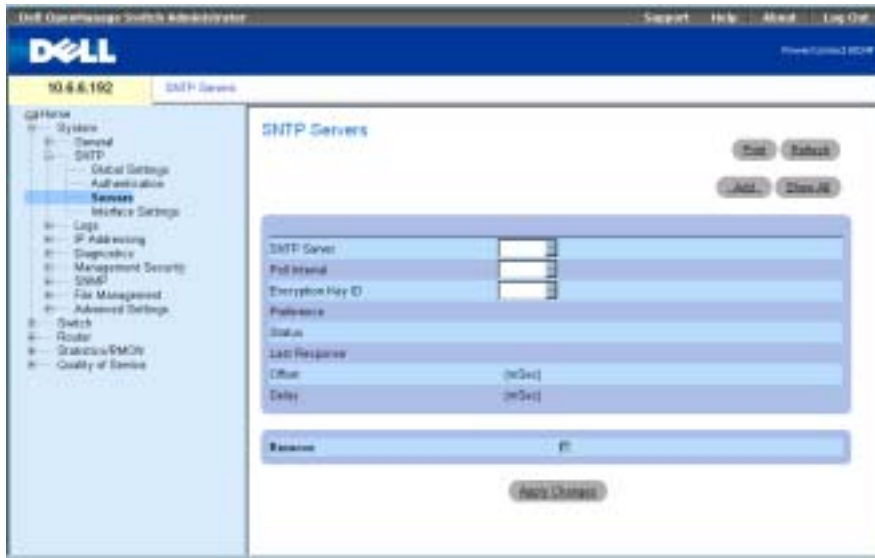 Dell OpenManage Switch Administrator
Support Help About Log Out
DELL
10.6.6.192
SNTP Servers
Home
System
General
SNTP
Global Settings
Authentication
Servers
Interface Settings
Logs
IP Addressing
Diagnostics
Management Security
SNMP
File Management
Advanced Settings
Switch
Router
Statistics/RMON
Quality of Service
SNTP Servers
Print Refresh
Add Show All
SNTP Server
Poll Interval
Encryption Key ID
Preference
Status
Last Response
Offset (mSec)
Delay (mSec)
Remove
Apply Changes